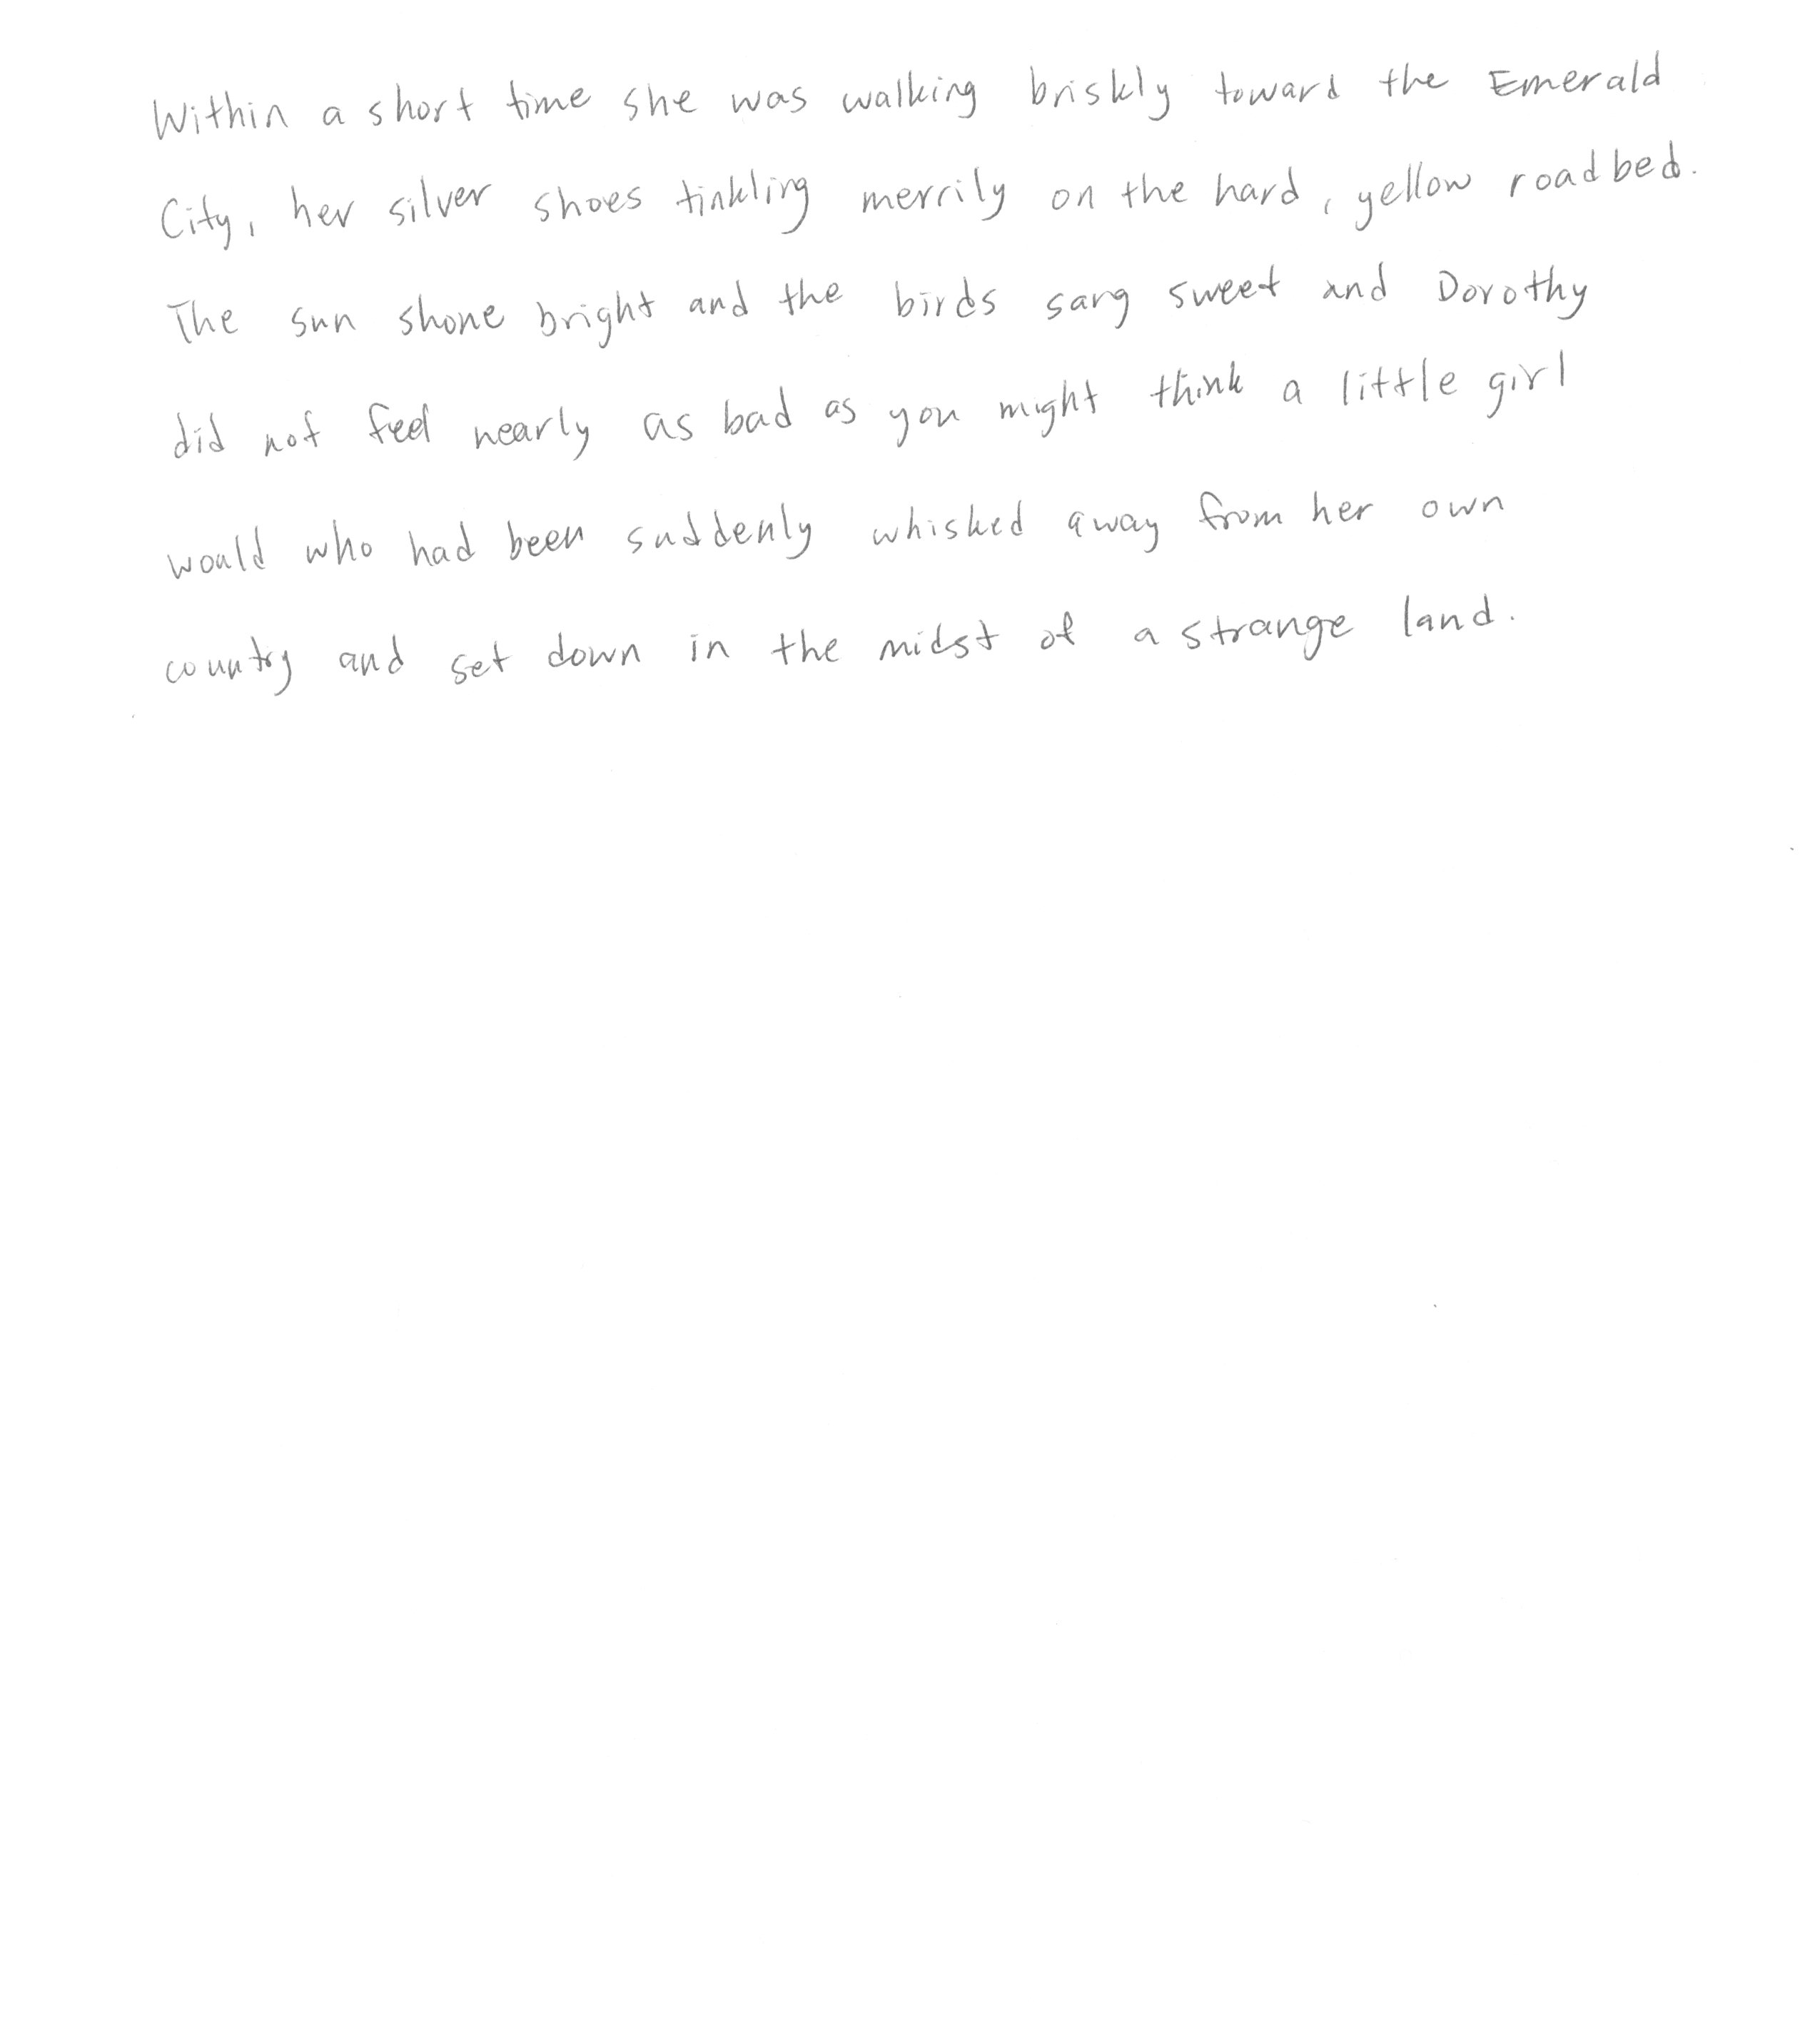 Within a short time she was walking briskly toward the Emerald
City, her silver shoes tinkling merrily on the hard, yellow roadbed.
The sun shone bright and the birds sang sweet and Dorothy
did not feel nearly as bad as you might think a little girl
would who had been suddenly whisked away from her own
country and set down in the midst of a strange land.